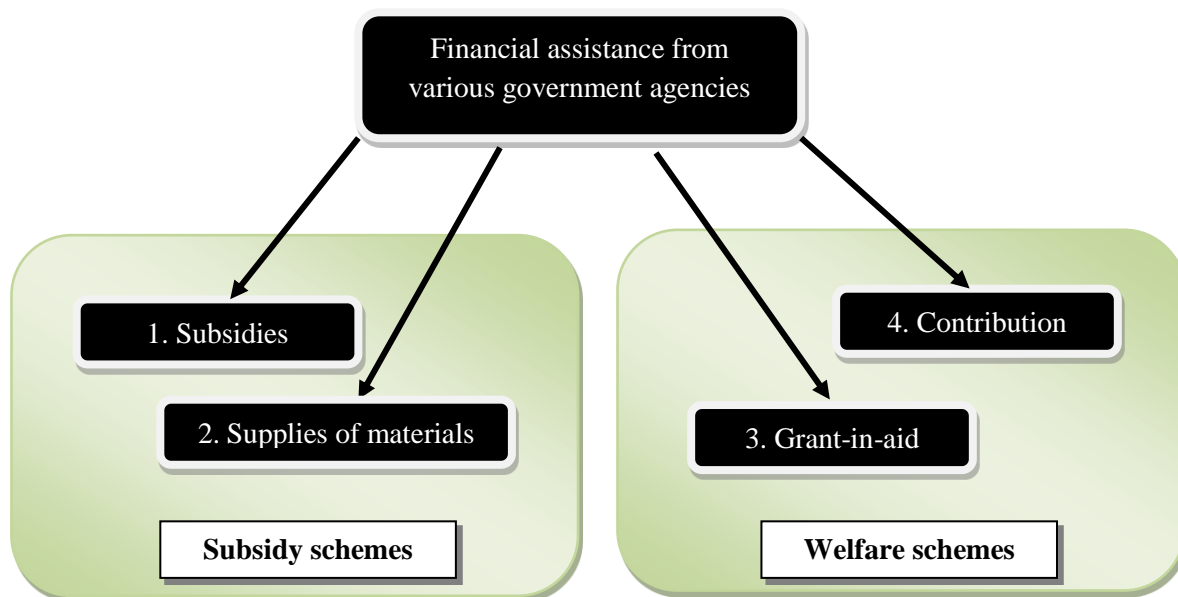 Financial assistance from
various government agencies
1. Subsidies
2. Supplies of materials
Subsidy schemes
4. Contribution
3. Grant-in-aid
Welfare schemes